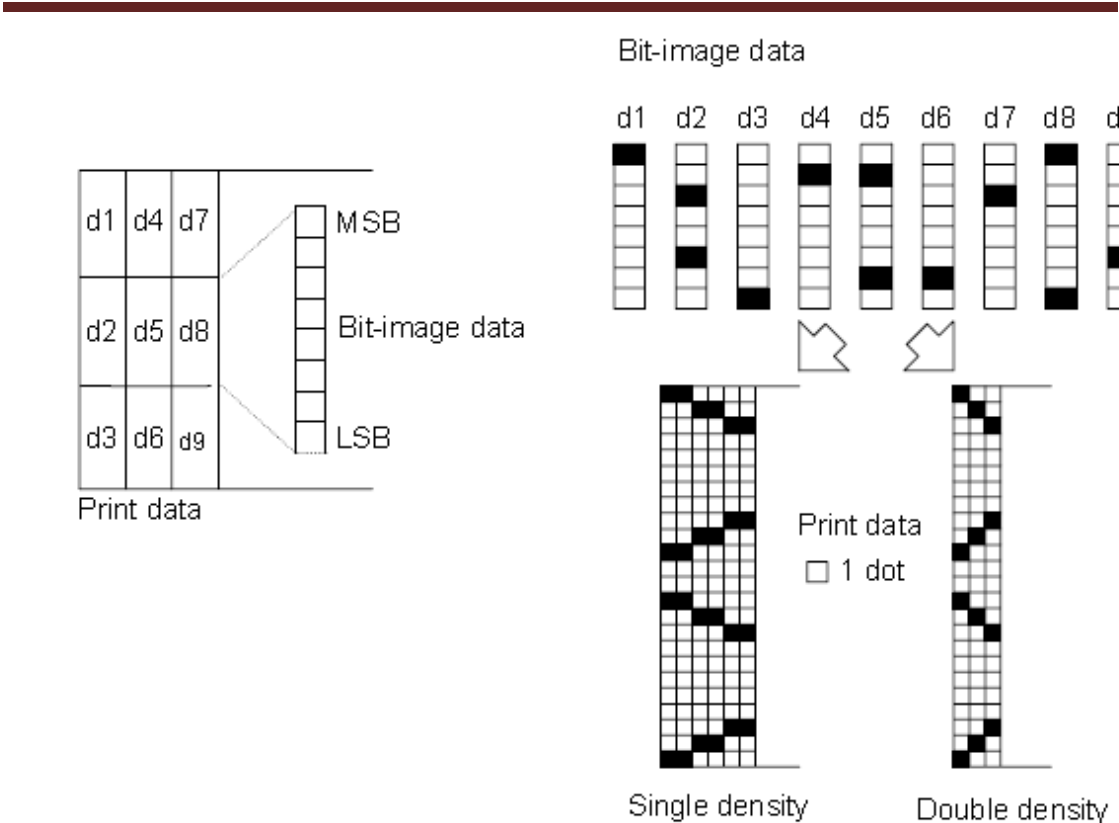 Bit-image data
d1 d2 d3 d4 d5 d6 d7 d8
d1 d4 d7
MSB
d2 d5 d8
Bit-image data
d3 d6 d9
LSB
Print data
Print data
1 dot
Single density
Double density